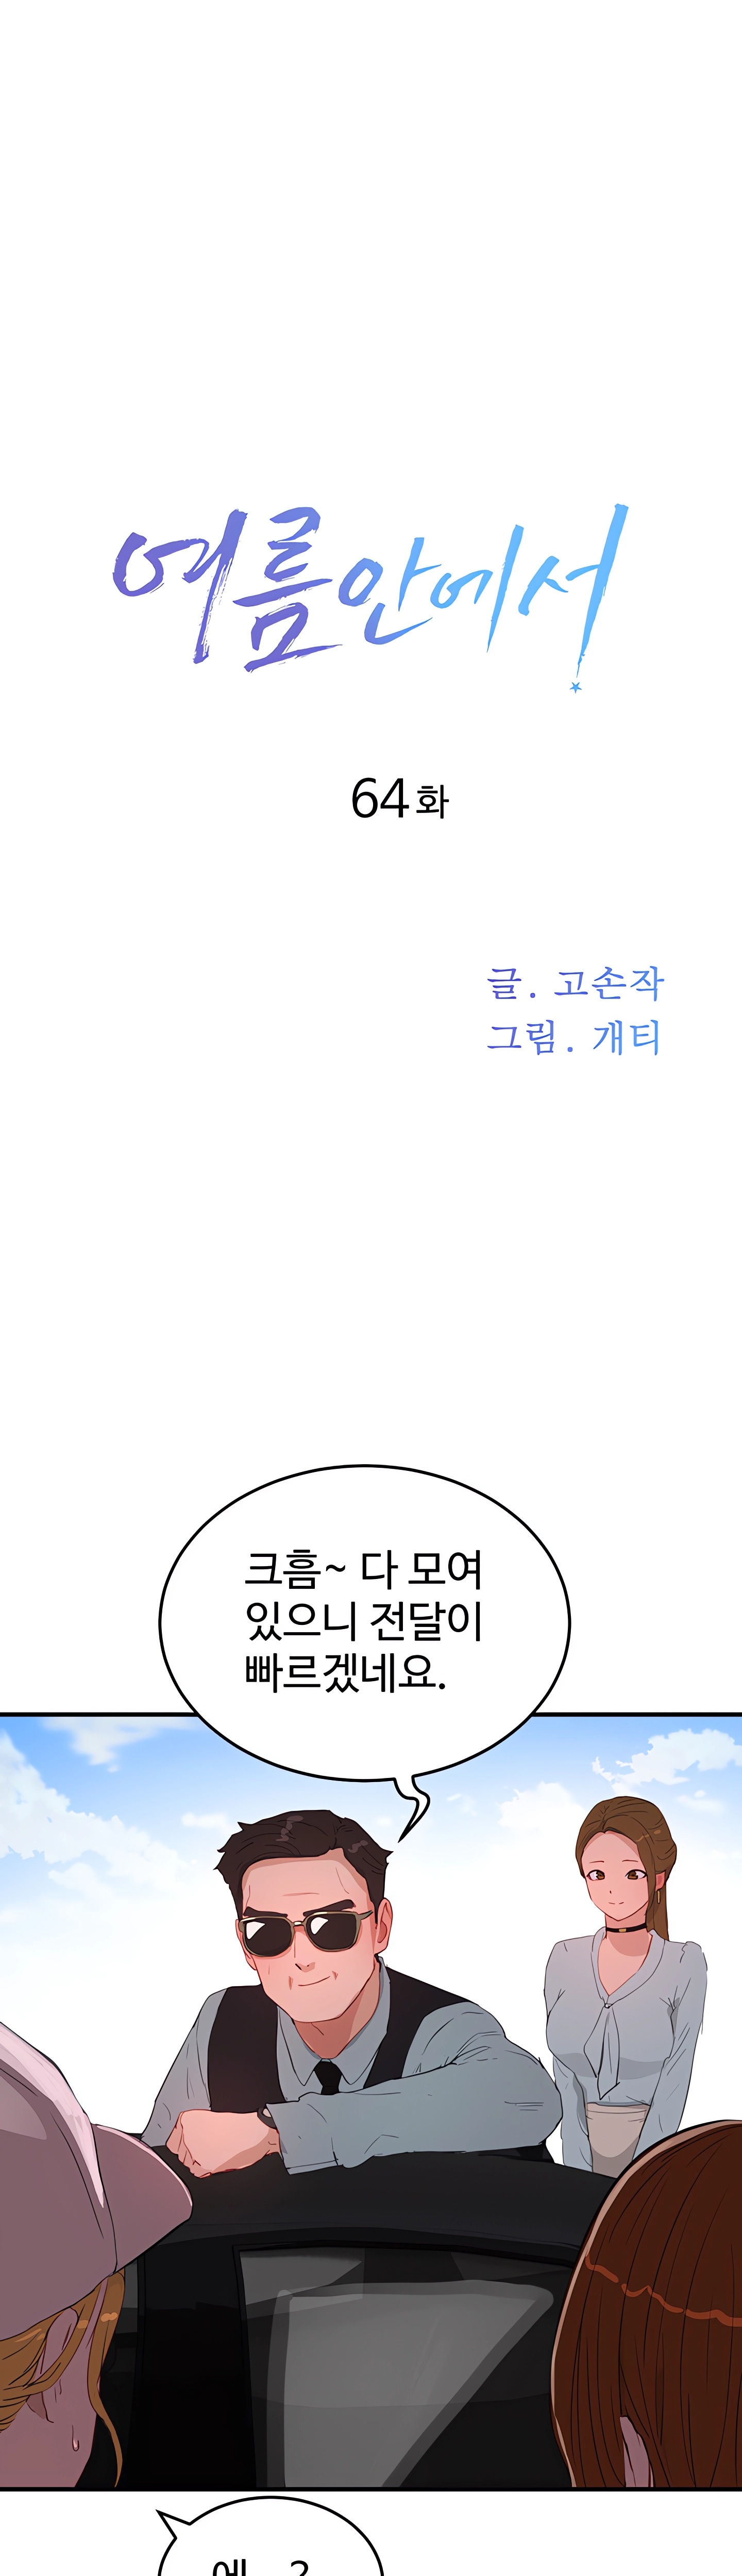 여름안에서
64화
글. 고손작
그림. 개티
크흠~ 다 모여
있으니 전달이
빠르겠네요.